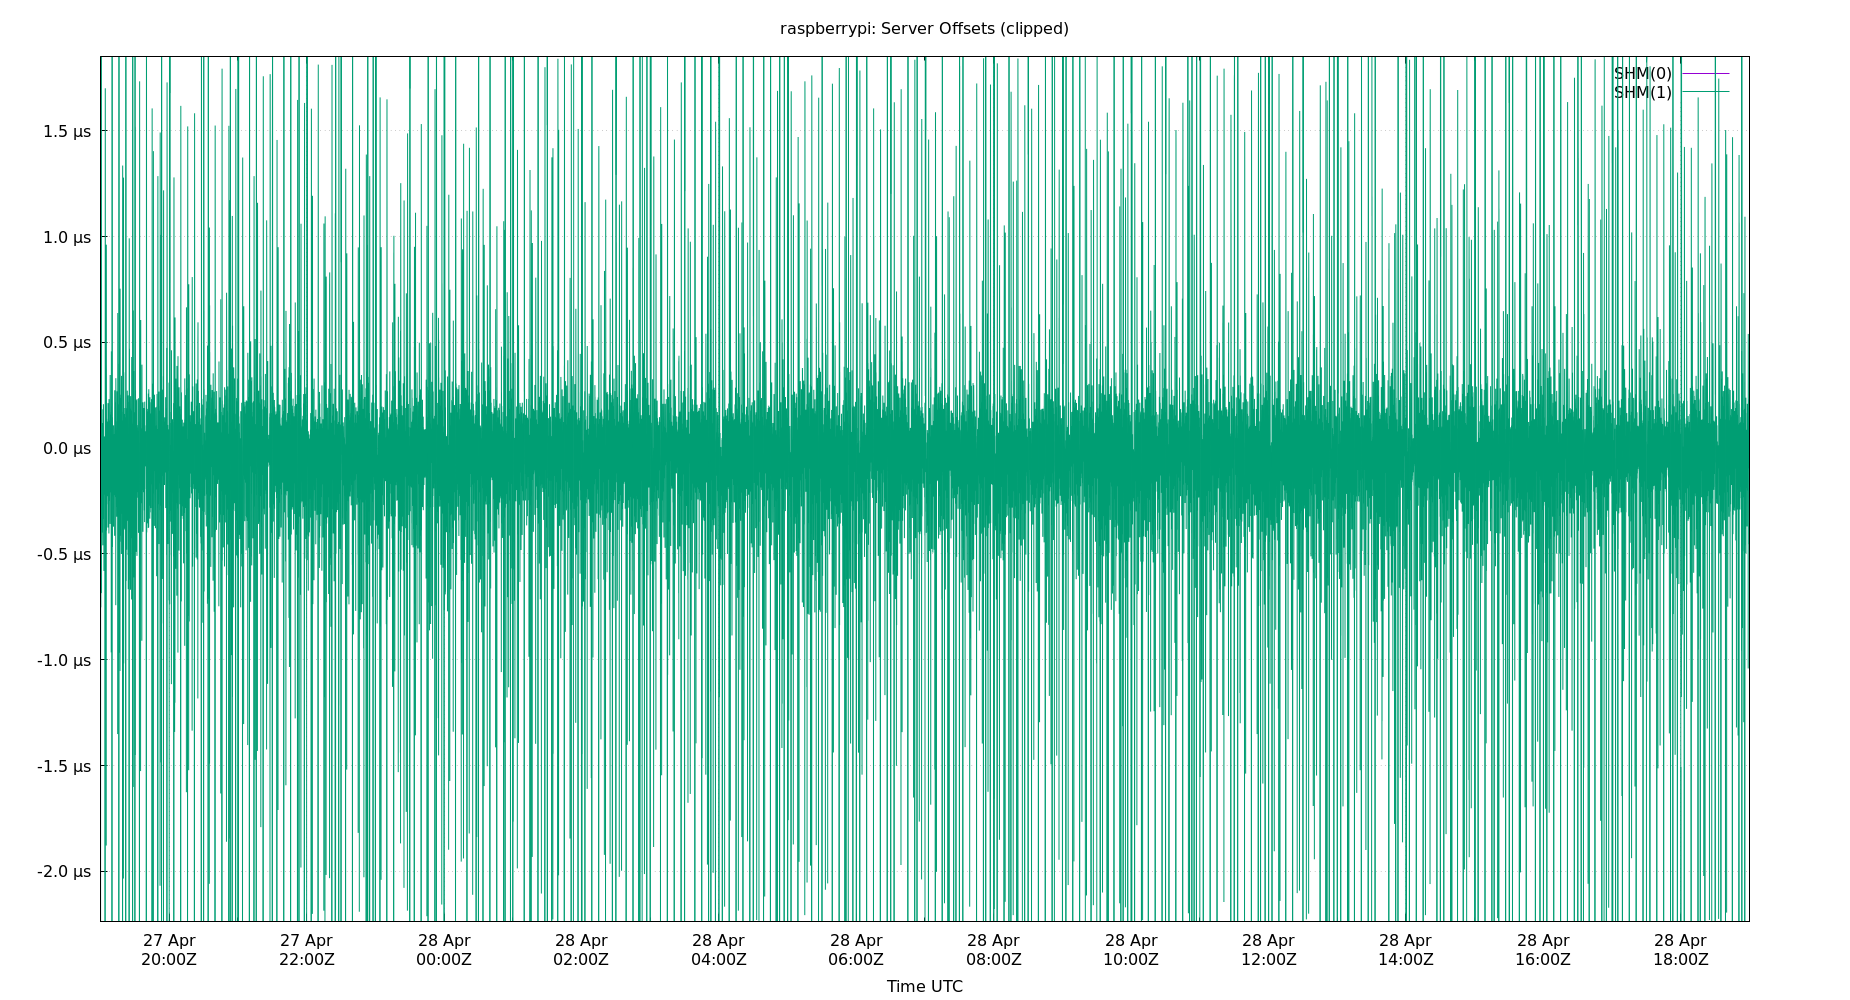 raspberrypi: Server Offsets (clipped)
SHM(0)
SHM(1)
1.5 µs
1.0 µs
0.5 µs
0.0 µs
-0.5 µs
-1.0 µs
-1.5 µs
-2.0 µs
27 Apr 27 Apr 28 Apr 28 Apr 28 Apr 28 Apr 28 Apr 28 Apr 28 Apr 28 Apr 28 Apr 28 Apr
20:00Z 22:00Z 00:00Z 02:00Z 04:00Z 06:00Z 08:00Z 10:00Z 12:00Z 14:00Z 16:00Z 18:00Z
Time UTC